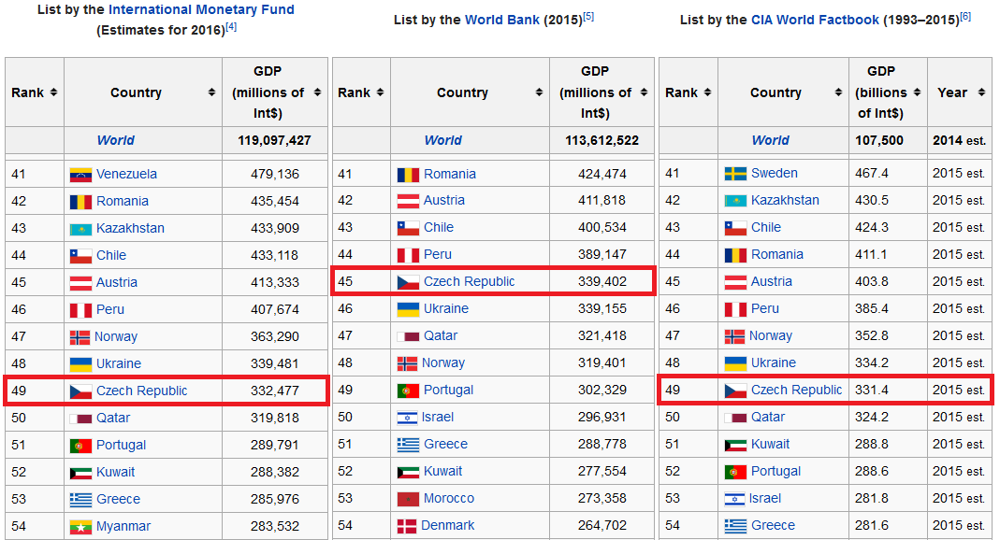 List by the International Monetary Fund
(Estimates for 2016)[4]
Rank Country GDP
(millions of
Int$)
World 119,097,427
41 Venezuela 479,136
42 Romania 435,454
43 Kazakhstan 433,909
44 Chile 433,118
45 Austria 413,333
46 Peru 407,674
47 Norway 363,290
48 Ukraine 339,481
49 Czech Republic 332,477
50 Qatar 319,818
51 Portugal 289,791
52 Kuwait 288,382
53 Greece 285,976
54 Myanmar 283,532
List by the World Bank (2015)[5]
Rank Country GDP
(millions of
Int$)
World 113,612,522
41 Romania 424,474
42 Austria 411,818
43 Chile 400,534
44 Peru 389,147
45 Czech Republic 339,402
46 Ukraine 339,155
47 Qatar 321,418
48 Norway 319,401
49 Portugal 302,329
50 Israel 296,931
51 Greece 288,778
52 Kuwait 277,554
53 Morocco 273,358
54 Denmark 264,702
List by the CIA World Factbook (1993–2015)[6]
Rank Country GDP
(billions
of Int$) Year
World 107,500 2014 est.
41 Sweden 467.4 2015 est.
42 Kazakhstan 430.5 2015 est.
43 Chile 424.3 2015 est.
44 Romania 411.1 2015 est.
45 Austria 403.8 2015 est.
46 Peru 385.4 2015 est.
47 Norway 352.8 2015 est.
48 Ukraine 334.2 2015 est.
49 Czech Republic 331.4 2015 est.
50 Qatar 324.2 2015 est.
51 Kuwait 288.8 2015 est.
52 Portugal 288.6 2015 est.
53 Israel 281.8 2015 est.
54 Greece 281.6 2015 est.